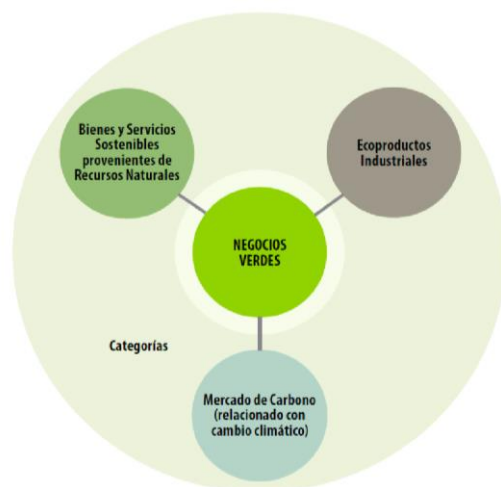 Bienes y Servicios
Sostenibles
provenientes de
Recursos Naturales
Ecoproductos
Industriales
NEGOCIOS
VERDES
Categorías
Mercado de Carbono
(relacionado con
cambio climático)